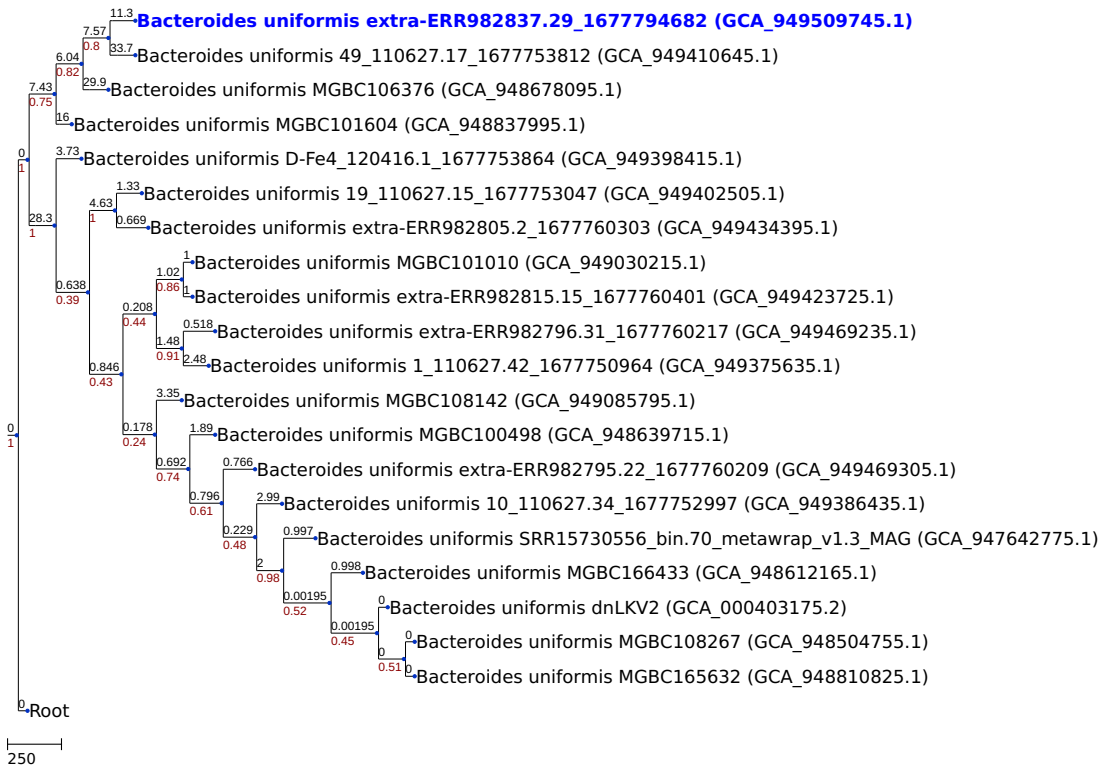 11.3
Bacteroides uniformis extra-ERR982837.29_1677794682 (GCA_949509745.1)
7.57
0.8
33.7
Bacteroides uniformis 49_110627.17_1677753812 (GCA_949410645.1)
6.04
0.82
29.9
Bacteroides uniformis MGBC106376 (GCA_948678095.1)
7.43
0.75
16
Bacteroides uniformis MGBC101604 (GCA_948837995.1)
0
1
3.73
Bacteroides uniformis D-Fe4_120416.1_1677753864 (GCA_949398415.1)
1.33
Bacteroides uniformis 19_110627.15_1677753047 (GCA_949402505.1)
4.63
1
28.3
1
0.669
Bacteroides uniformis extra-ERR982805.2_1677760303 (GCA_949434395.1)
1
Bacteroides uniformis MGBC101010 (GCA_949030215.1)
1.02
0.86
0.638
0.39
1
Bacteroides uniformis extra-ERR982815.15_1677760401 (GCA_949423725.1)
0.208
0.44
0.518
Bacteroides uniformis extra-ERR982796.31_1677760217 (GCA_949469235.1)
1.48
0.91
2.48
Bacteroides uniformis 1_110627.42_1677750964 (GCA_949375635.1)
0.846
0.43
3.35
Bacteroides uniformis MGBC108142 (GCA_949085795.1)
0
1
0.178
0.24
1.89
Bacteroides uniformis MGBC100498 (GCA_948639715.1)
0.692
0.74
0.766
Bacteroides uniformis extra-ERR982795.22_1677760209 (GCA_949469305.1)
0.796
0.61
2.99
Bacteroides uniformis 10_110627.34_1677752997 (GCA_949386435.1)
0.229
0.48
0.997
Bacteroides uniformis SRR15730556_bin.70_metawrap_v1.3_MAG (GCA_947642775.1)
2
0.98
0.998
Bacteroides uniformis MGBC166433 (GCA_948612165.1)
0.00195
0.52
0
Bacteroides uniformis dnLKV2 (GCA_000403175.2)
0.00195
0.45
0
Bacteroides uniformis MGBC108267 (GCA_948504755.1)
0
0.51
0
Bacteroides uniformis MGBC165632 (GCA_948810825.1)
0
Root
250